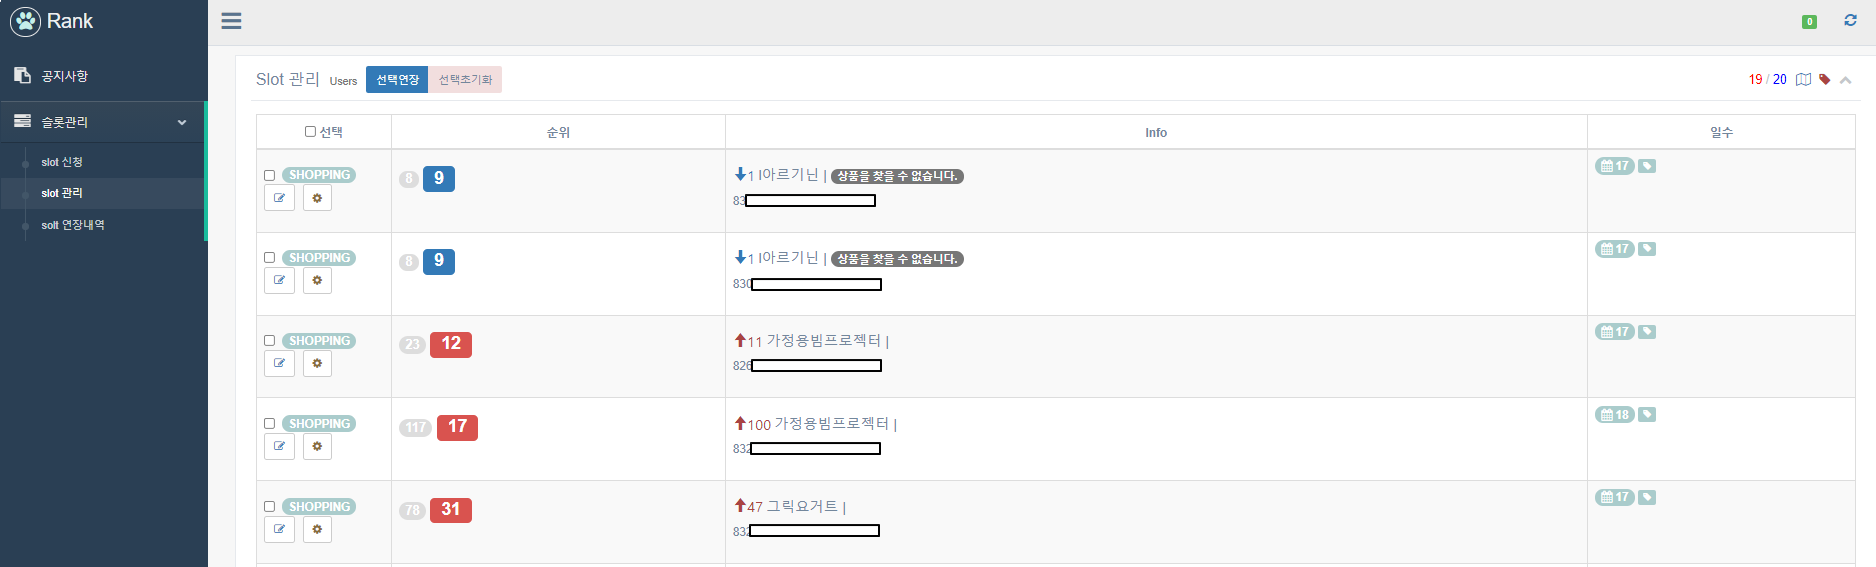 Rank
0
공지사항
슬롯관리
slot 신청
slot 관리
solt 연장내역
Slot 관리 Users 선택연장 선택초기화
19 / 20
선택 순위 Info 일수
SHOPPING 8 9 1 l아르기닌 | 상품을 찾을 수 없습니다. 17
83
SHOPPING 8 9 1 l아르기닌 | 상품을 찾을 수 없습니다. 17
830
SHOPPING 23 12 11 가정용빔프로젝터 | 17
826
SHOPPING 117 17 100 가정용빔프로젝터 | 18
832
SHOPPING 78 31 47 그릭요거트 | 17
832